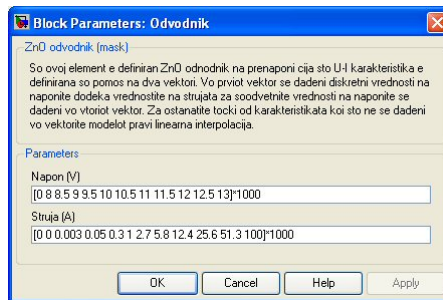 Block Parameters: Odvodnik
ZnO odvodnik (mask)
So ovoj element e definiran ZnO odnodnik na prenaponi cija sto U-I karakteristika e
definirana so pomos na dva vektori. Vo prviot vektor se dadeni diskretni vrednosti na
naponite dodeka vrednostite na strujata za soodvetnite vrednosti na naponite se
dadeni vo vtoriot vektor. Za ostanatite tocki od karakteristikata koi sto ne se dadeni
vo vektorite modelot pravi linearna interpolacija.
Parameters
Napon (V)
[0 8 8.5 9 9.5 10 10.5 11 11.5 12 12.5 13]*1000
Struja (A)
[0 0 0.003 0.05 0.3 1 2.7 5.8 12.4 25.6 51.3 100]*1000
OK Cancel Help Apply